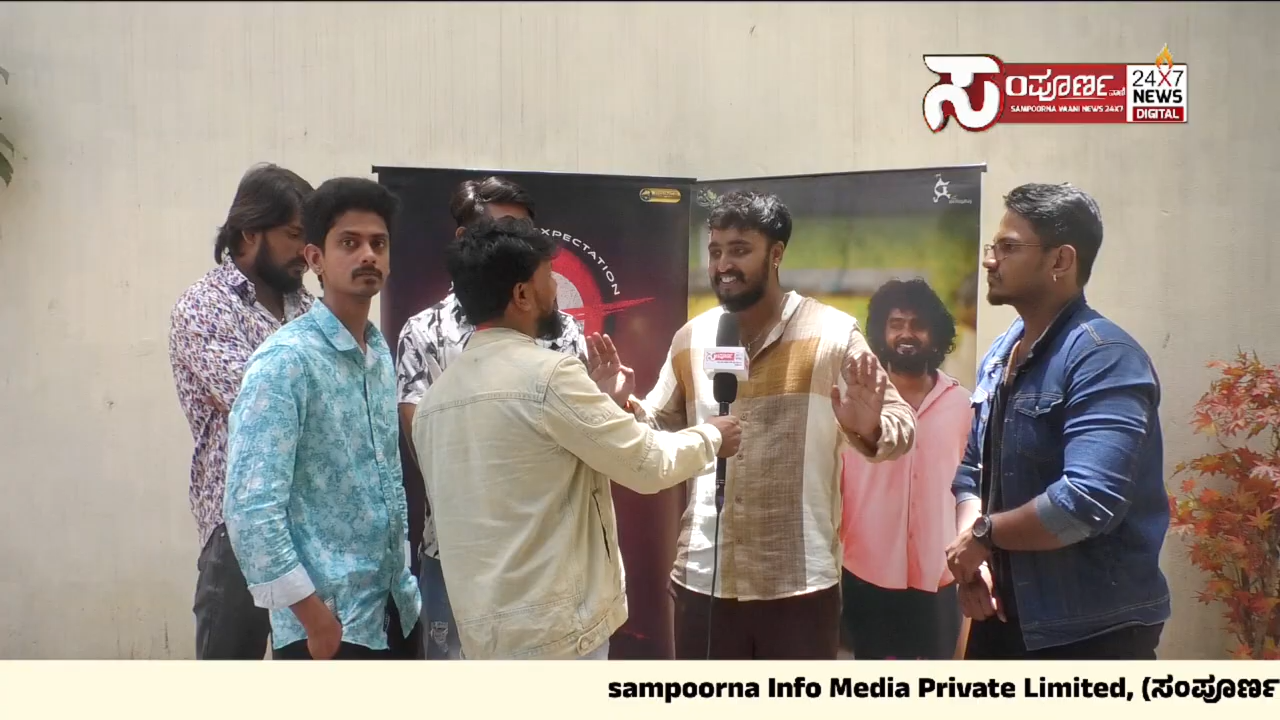 ಸಂಪೂರ್ಣ ವಾಣಿ
SAMPOORNA VAANI NEWS 24X7
24X7
NEWS
DIGITAL
EXPECTATION
sampoorna Info Media Private Limited, (ಸಂಪೂರ್ಣ